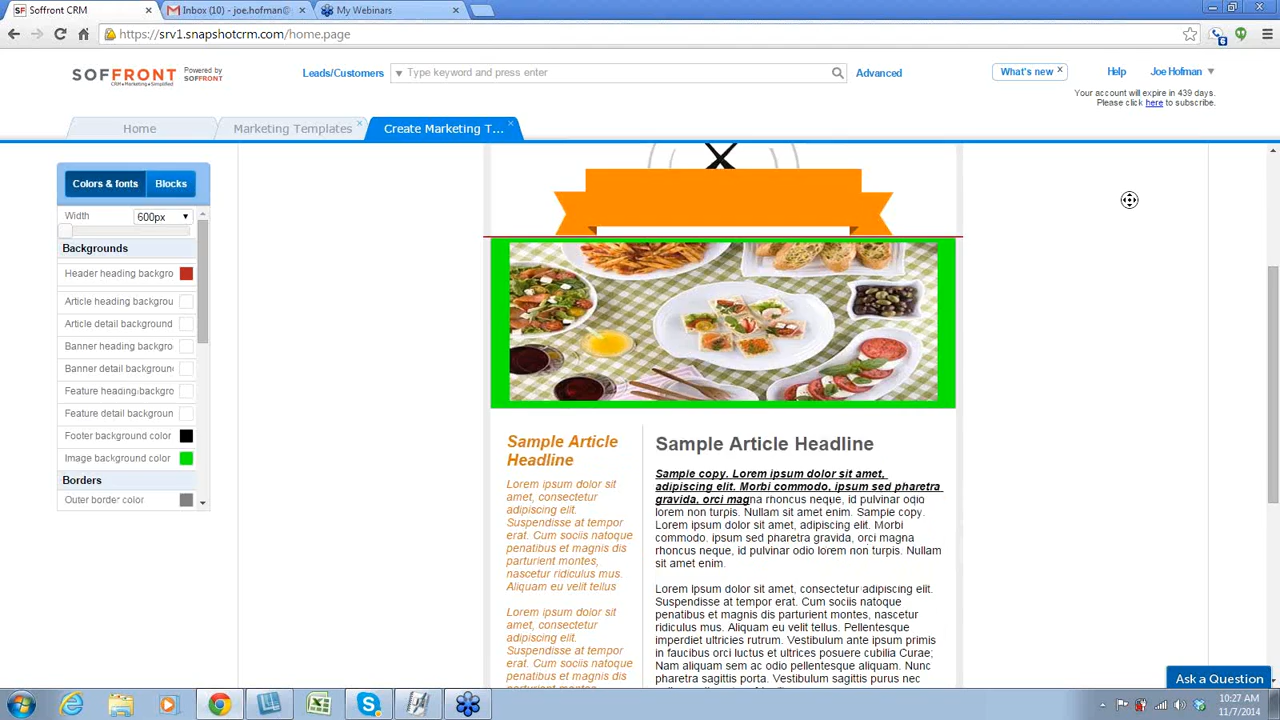 Soffront CRM
Inbox (10) - joe.hofman@
My Webinars
https://srv1.snapshotcrm.com/home.page
SOFFRONT
CRM+Marketing+Simplified
Powered by
SOFFRONT
Leads/Customers
Type keyword and press enter
Advanced
What's new x
Help
Joe Hofman
Your account will expire in 439 days.
Please click here to subscribe.
Home
Marketing Templates
Create Marketing T...
Colors & fonts
Blocks
Width
600px
Backgrounds
Header heading backgro
Article heading backgrou
Article detail background
Banner heading backgro
Banner detail background
Feature heading backgro
Feature detail backgroun
Footer background color
Image background color
Borders
Outer border color
Sample Article
Headline
Lorem ipsum dolor sit
amet, consectetur
adipiscing elit.
Suspendisse at tempor
erat. Cum sociis natoque
penatibus et magnis dis
parturient montes,
nascetur ridiculus mus.
Aliquam eu velit tellus
Lorem ipsum dolor sit
amet, consectetur
adipiscing elit.
Suspendisse at tempor
erat. Cum sociis natoque
penatibus et magnis dis
Sample Article Headline
Sample copy. Lorem ipsum dolor sit amet,
adipiscing elit. Morbi commodo, ipsum sed pharetra
gravida, orci magna rhoncus neque, id pulvinar odio
lorem non turpis. Nullam sit amet enim. Sample copy.
Lorem ipsum dolor sit amet, adipiscing elit. Morbi
commodo. ipsum sed pharetra gravida, orci magna
rhoncus neque, id pulvinar odio lorem non turpis. Nullam
sit amet enim.
Lorem ipsum dolor sit amet, consectetur adipiscing elit.
Suspendisse at tempor erat. Cum sociis natoque
penatibus et magnis dis parturient montes, nascetur
ridiculus mus. Aliquam eu velit tellus. Pellentesque
imperdiet ultricies rutrum. Vestibulum ante ipsum primis
in faucibus orci luctus et ultrices posuere cubilia Curae;
Nam aliquam sem ac odio pellentesque aliquam. Nunc
pharetra sagittis purus nec
Ask a Question
10:27 AM
11/7/2014